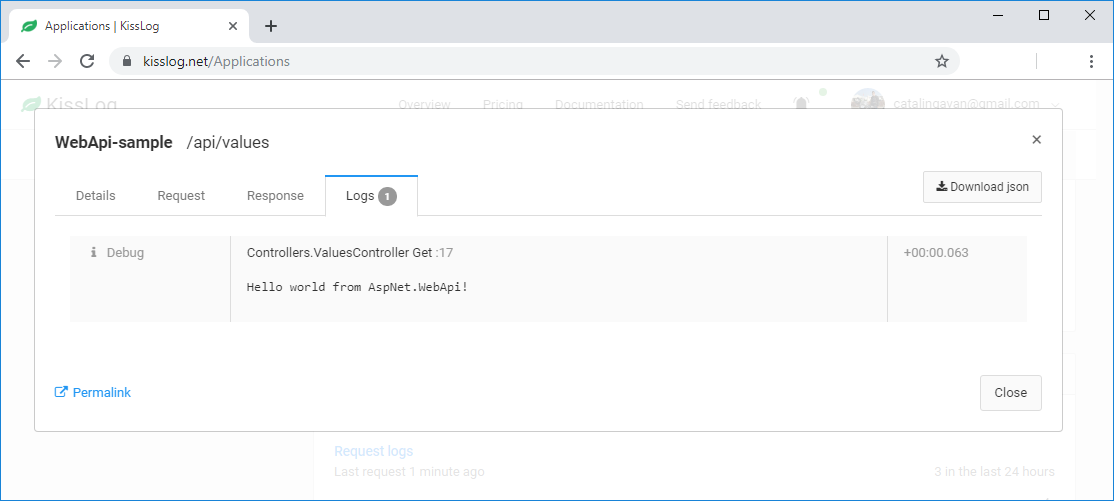 Applications | KissLog
kisslog.net/Applications
KissLog Overview Pricing Documentation Send feedback catalingavan@gmail.com
WebApi-sample /api/values
Details Request Response Logs 1 Download json
Debug Controllers.ValuesController Get :17 +00:00.063
Hello world from AspNet.WebApi!
Permalink Close
Request logs
Last request 1 minute ago 3 in the last 24 hours